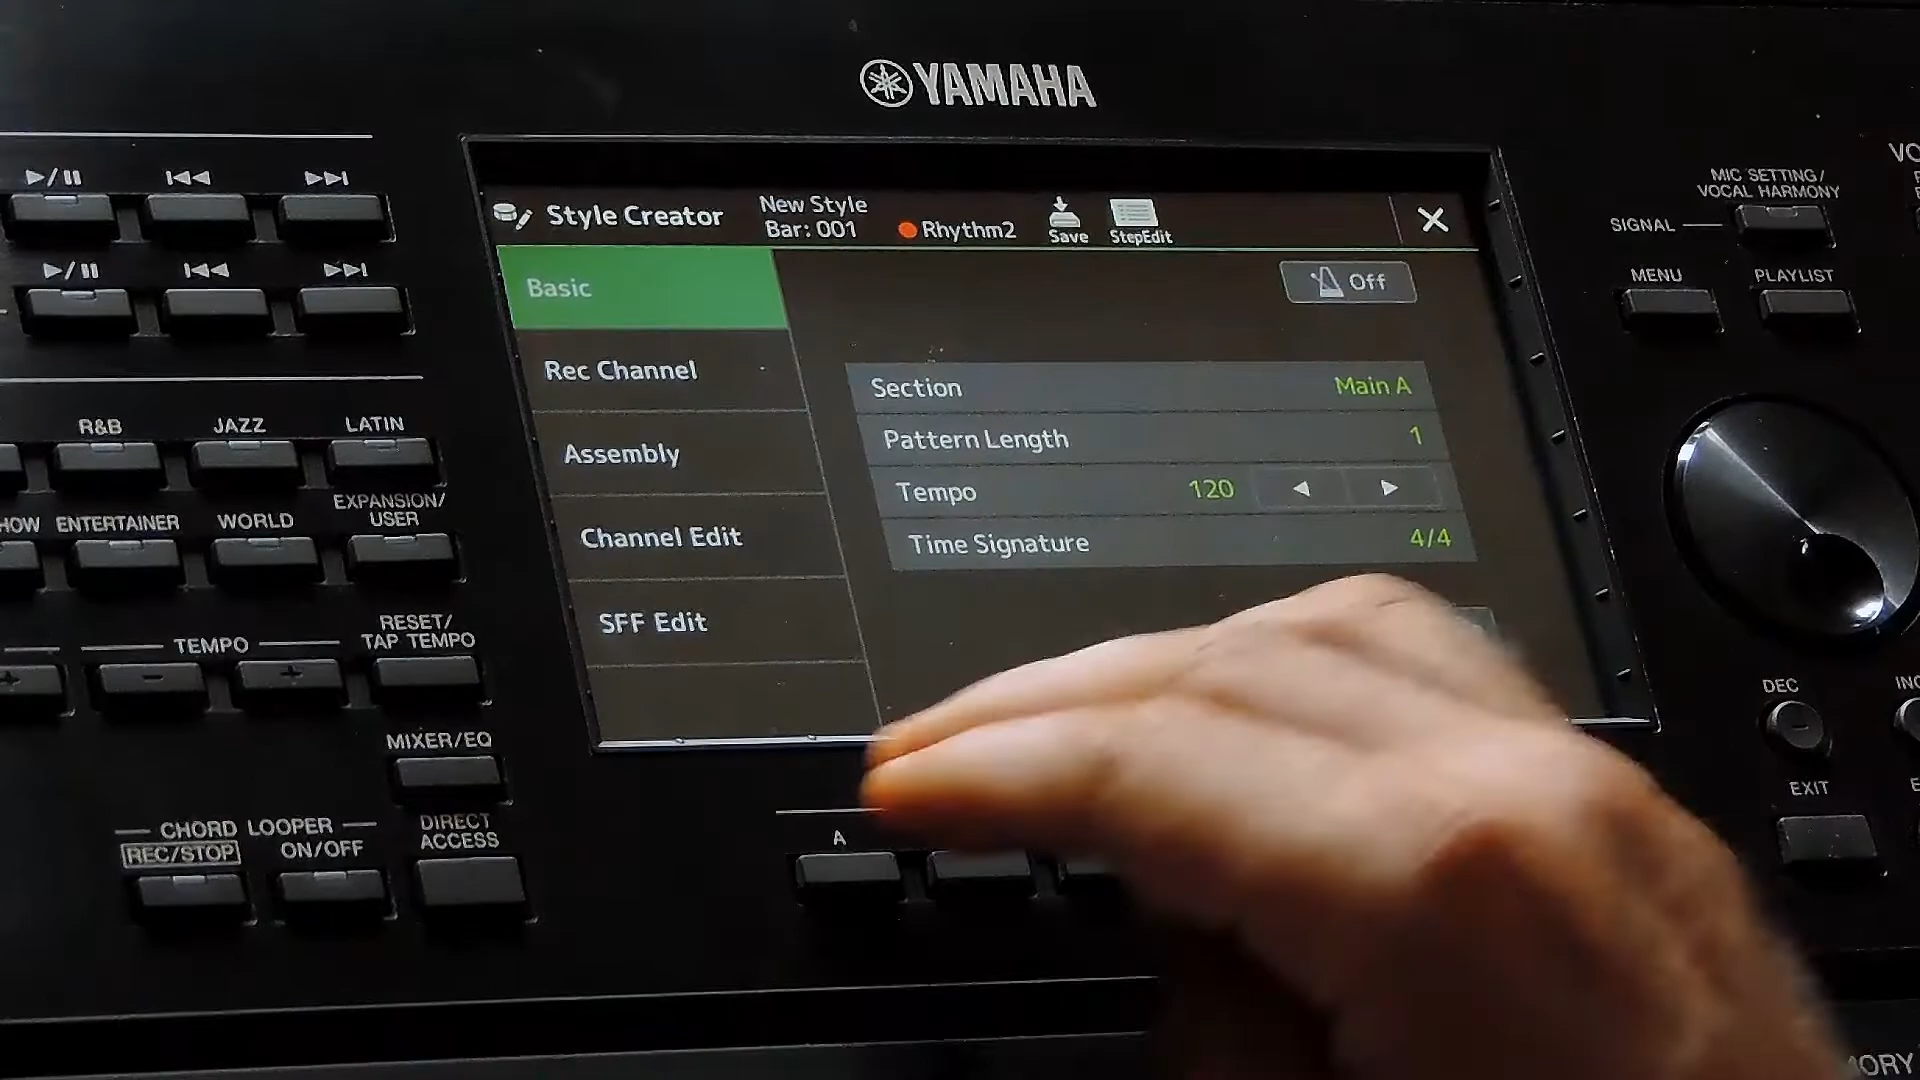 YAMAHA
Style Creator
New Style
Bar: 001
Rhythm2
Save
StepEdit
Off
Basic
Rec Channel
Assembly
Channel Edit
SFF Edit
Section Main A
Pattern Length 1
Tempo 120
Time Signature 4/4
R&B
JAZZ
LATIN
ENTERTAINER
WORLD
EXPANSION/
USER
TEMPO
- +
RESET/
TAP TEMPO
MIXER/EQ
CHORD LOOPER
REC/STOP
ON/OFF
DIRECT
ACCESS
A
MIC SETTING/
VOCAL HARMONY
SIGNAL
MENU
PLAYLIST
DEC
EXIT